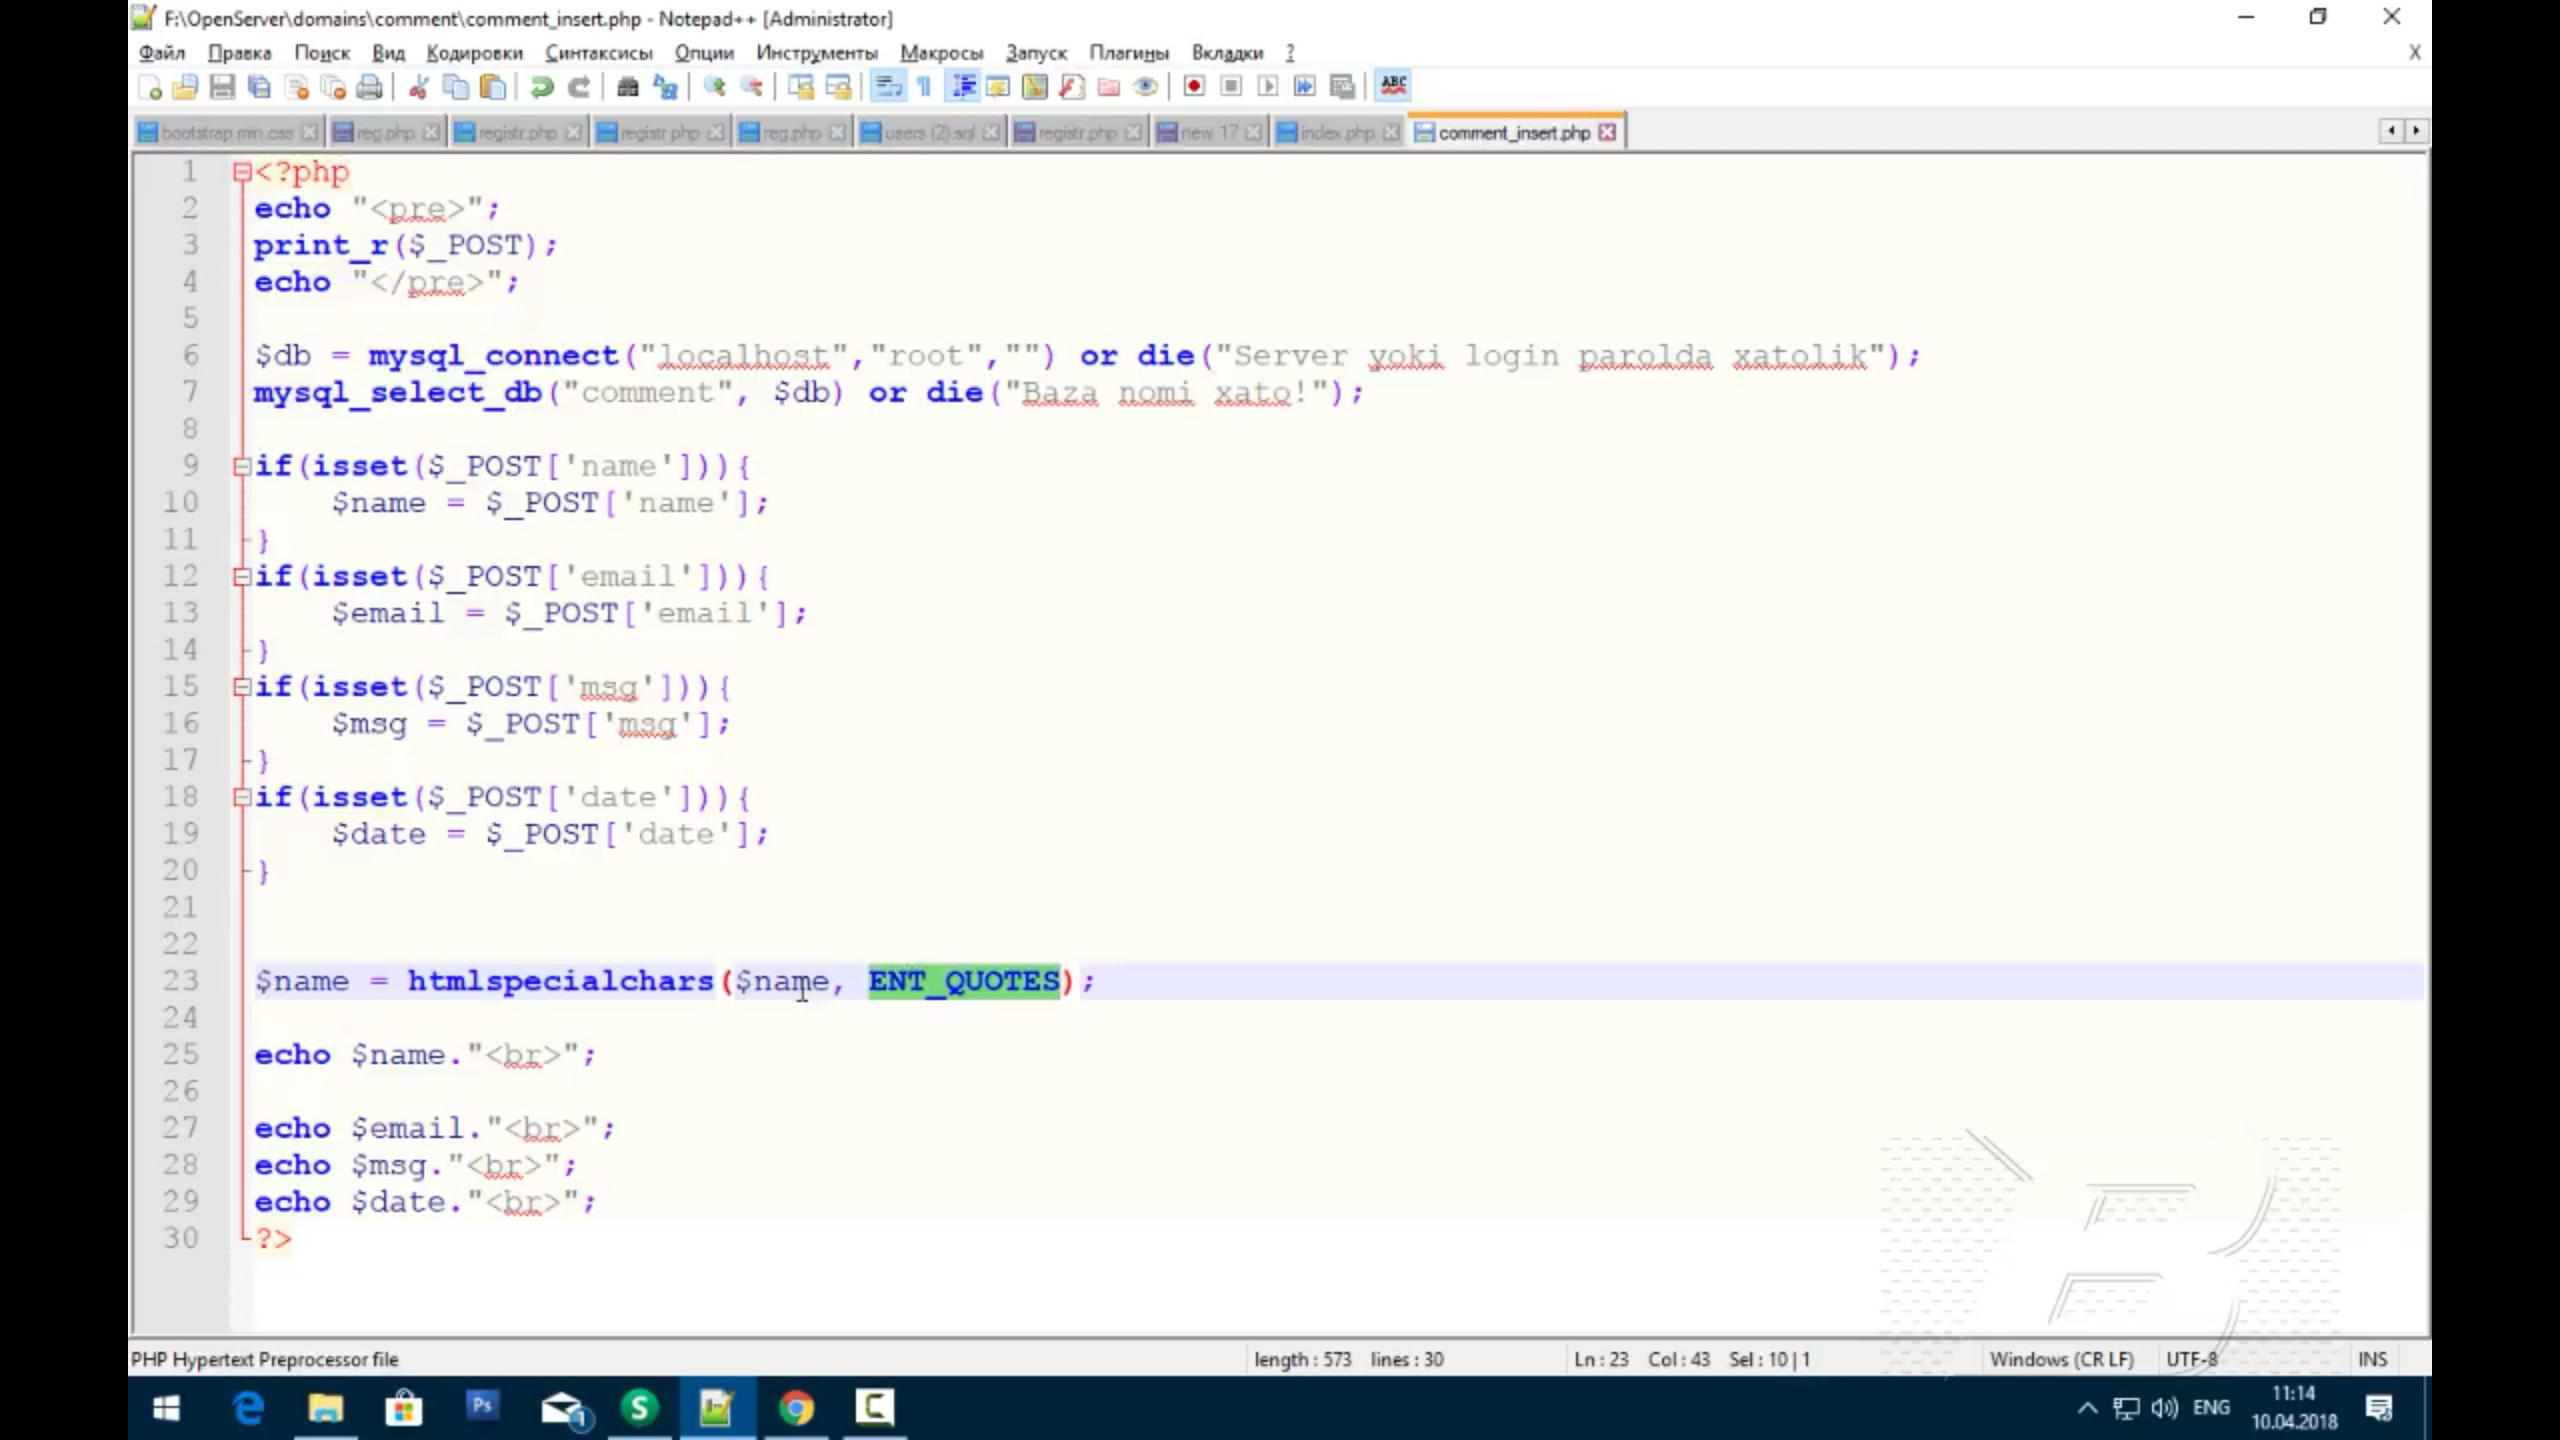 F:\OpenServer\domains\comment\comment_insert.php - Notepad++ [Administrator]
Файл Правка Поиск Вид Кодировки Синтаксисы Опции Инструменты Макросы Запуск Плагины Вкладки ? X
ABC
bootstrap.min.css reg.php registr.php registr.php reg.php users (2).sql registr.php new 17 index.php comment_insert.php
1 <?php
2 echo "<pre>";
3 print_r($_POST);
4 echo "</pre>";
5
6 $db = mysql_connect("localhost","root","") or die("Server yoki login parolda xatolik");
7 mysql_select_db("comment", $db) or die("Baza nomi xato!");
8
9 if(isset($_POST['name'])){
10 $name = $_POST['name'];
11 }
12 if(isset($_POST['email'])){
13 $email = $_POST['email'];
14 }
15 if(isset($_POST['msg'])){
16 $msg = $_POST['msg'];
17 }
18 if(isset($_POST['date'])){
19 $date = $_POST['date'];
20 }
21
22
23 $name = htmlspecialchars($name, ENT_QUOTES);
24
25 echo $name."<br>";
26
27 echo $email."<br>";
28 echo $msg."<br>";
29 echo $date."<br>";
30 ?>
PHP Hypertext Preprocessor file length : 573 lines : 30 Ln : 23 Col : 43 Sel : 10 | 1 Windows (CR LF) UTF-8 INS
Ps 1 S C ENG 11:14
10.04.2018